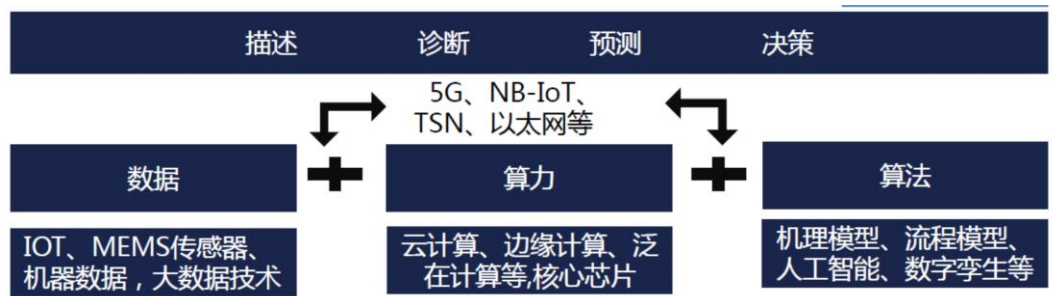 描述 诊断 预测 决策
5G、NB-IoT、
TSN、以太网等
数据 + 算力 + 算法
IOT、MEMS传感器、
机器数据，大数据技术
云计算、边缘计算、泛
在计算等,核心芯片
机理模型、流程模型、
人工智能、数字孪生等